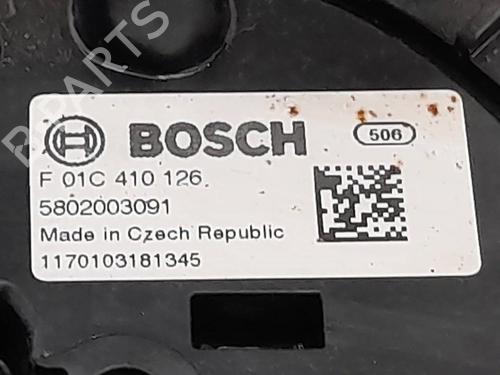 BOSCH
506
F 01C 410 126
5802003091
Made in Czech Republic
1170103181345